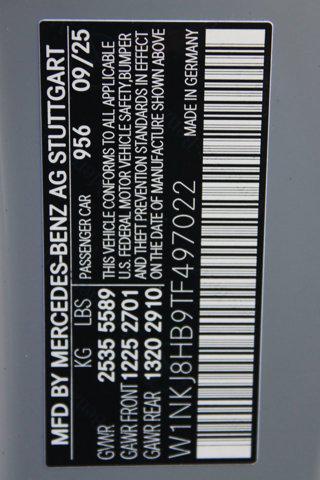 MFD BY MERCEDES-BENZ AG STUTTGART
KG LBS PASSENGER CAR 956 09/25
GVWR 2535 5589 THIS VEHICLE CONFORMS TO ALL APPLICABLE
GAWR FRONT 1225 2701 U.S. FEDERAL MOTOR VEHICLE SAFETY, BUMPER
GAWR REAR 1320 2910 AND THEFT PREVENTION STANDARDS IN EFFECT
ON THE DATE OF MANUFACTURE SHOWN ABOVE
W1NKJ8HB9TF497022
MADE IN GERMANY